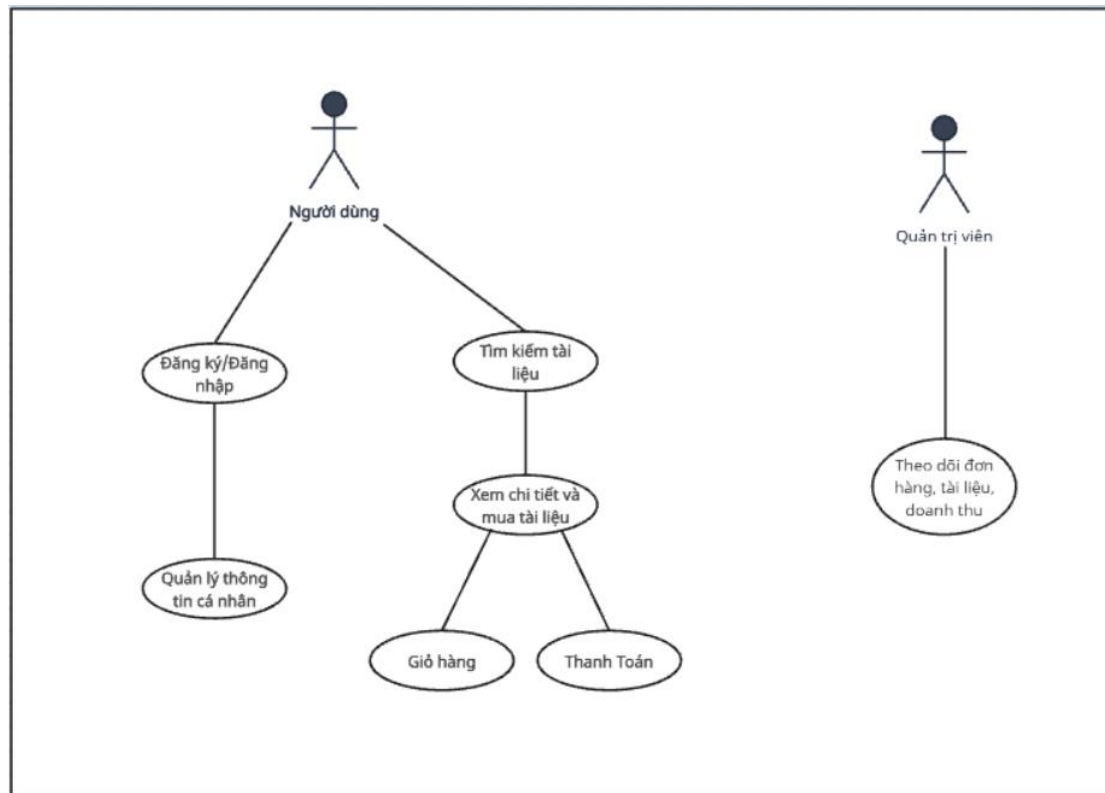 Người dùng
Quản trị viên
Đăng ký/Đăng
nhập
Tìm kiếm tài
liệu
Theo dõi đơn
hàng, tài liệu,
doanh thu
Xem chi tiết và
mua tài liệu
Quản lý thông
tin cá nhân
Giỏ hàng
Thanh Toán